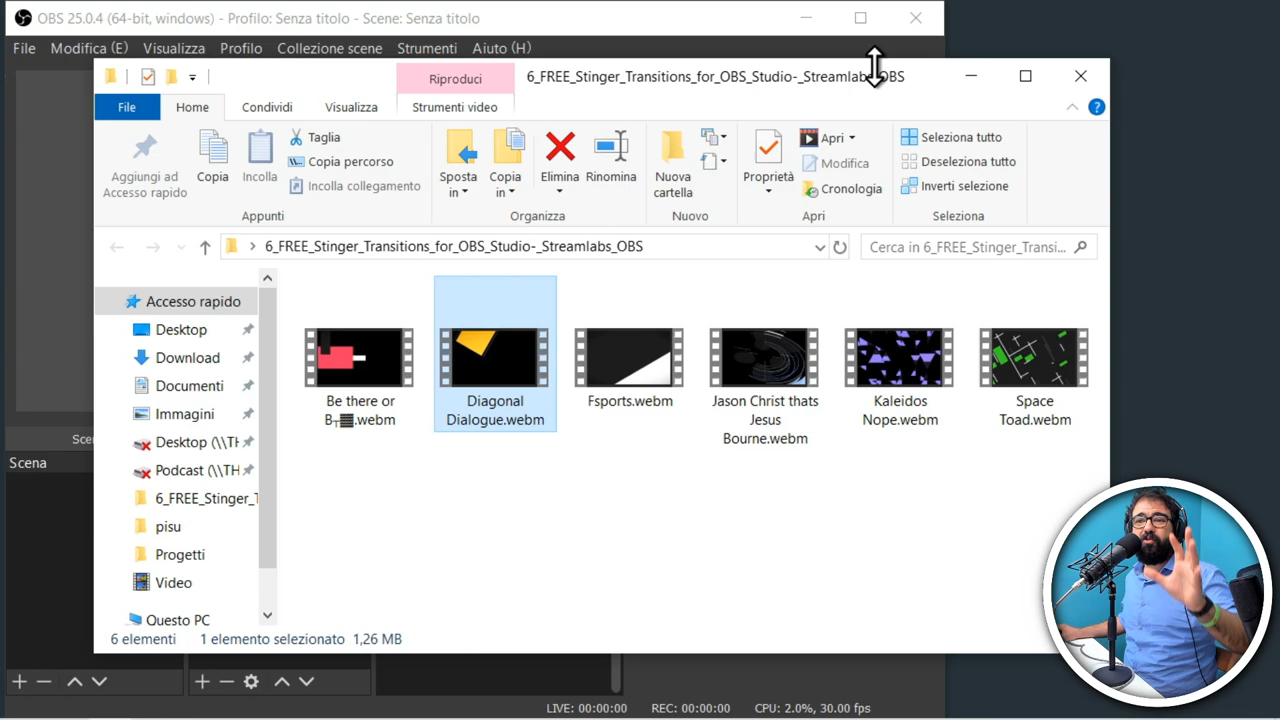 OBS 25.0.4 (64-bit, windows) - Profilo: Senza titolo - Scene: Senza titolo
File Modifica (E) Visualizza Profilo Collezione scene Strumenti Aiuto (H)
Riproduci
6_FREE_Stinger_Transitions_for_OBS_Studio-_Streamlabs_OBS
File Home Condividi Visualizza Strumenti video
Aggiungi ad
Accesso rapido
Copia
Incolla
Taglia
Copia percorso
Incolla collegamento
Appunti
Sposta
in
Copia
in
Elimina
Rinomina
Organizza
Nuova
cartella
Nuovo
Proprietà
Apri
Modifica
Cronologia
Apri
Seleziona tutto
Deseleziona tutto
Inverti selezione
Seleziona
6_FREE_Stinger_Transitions_for_OBS_Studio-_Streamlabs_OBS
Cerca in 6_FREE_Stinger_Transi...
Accesso rapido
Desktop
Download
Documenti
Immagini
Desktop (\\TH
Podcast (\\TH
6_FREE_Stinger_T
pisu
Progetti
Video
Questo PC
Be there or
B┬▓.webm
Diagonal
Dialogue.webm
Fsports.webm
Jason Christ thats
Jesus
Bourne.webm
Kaleidos
Nope.webm
Space
Toad.webm
6 elementi 1 elemento selezionato 1,26 MB
Scena
LIVE: 00:00:00 REC: 00:00:00 CPU: 2.0%, 30.00 fps